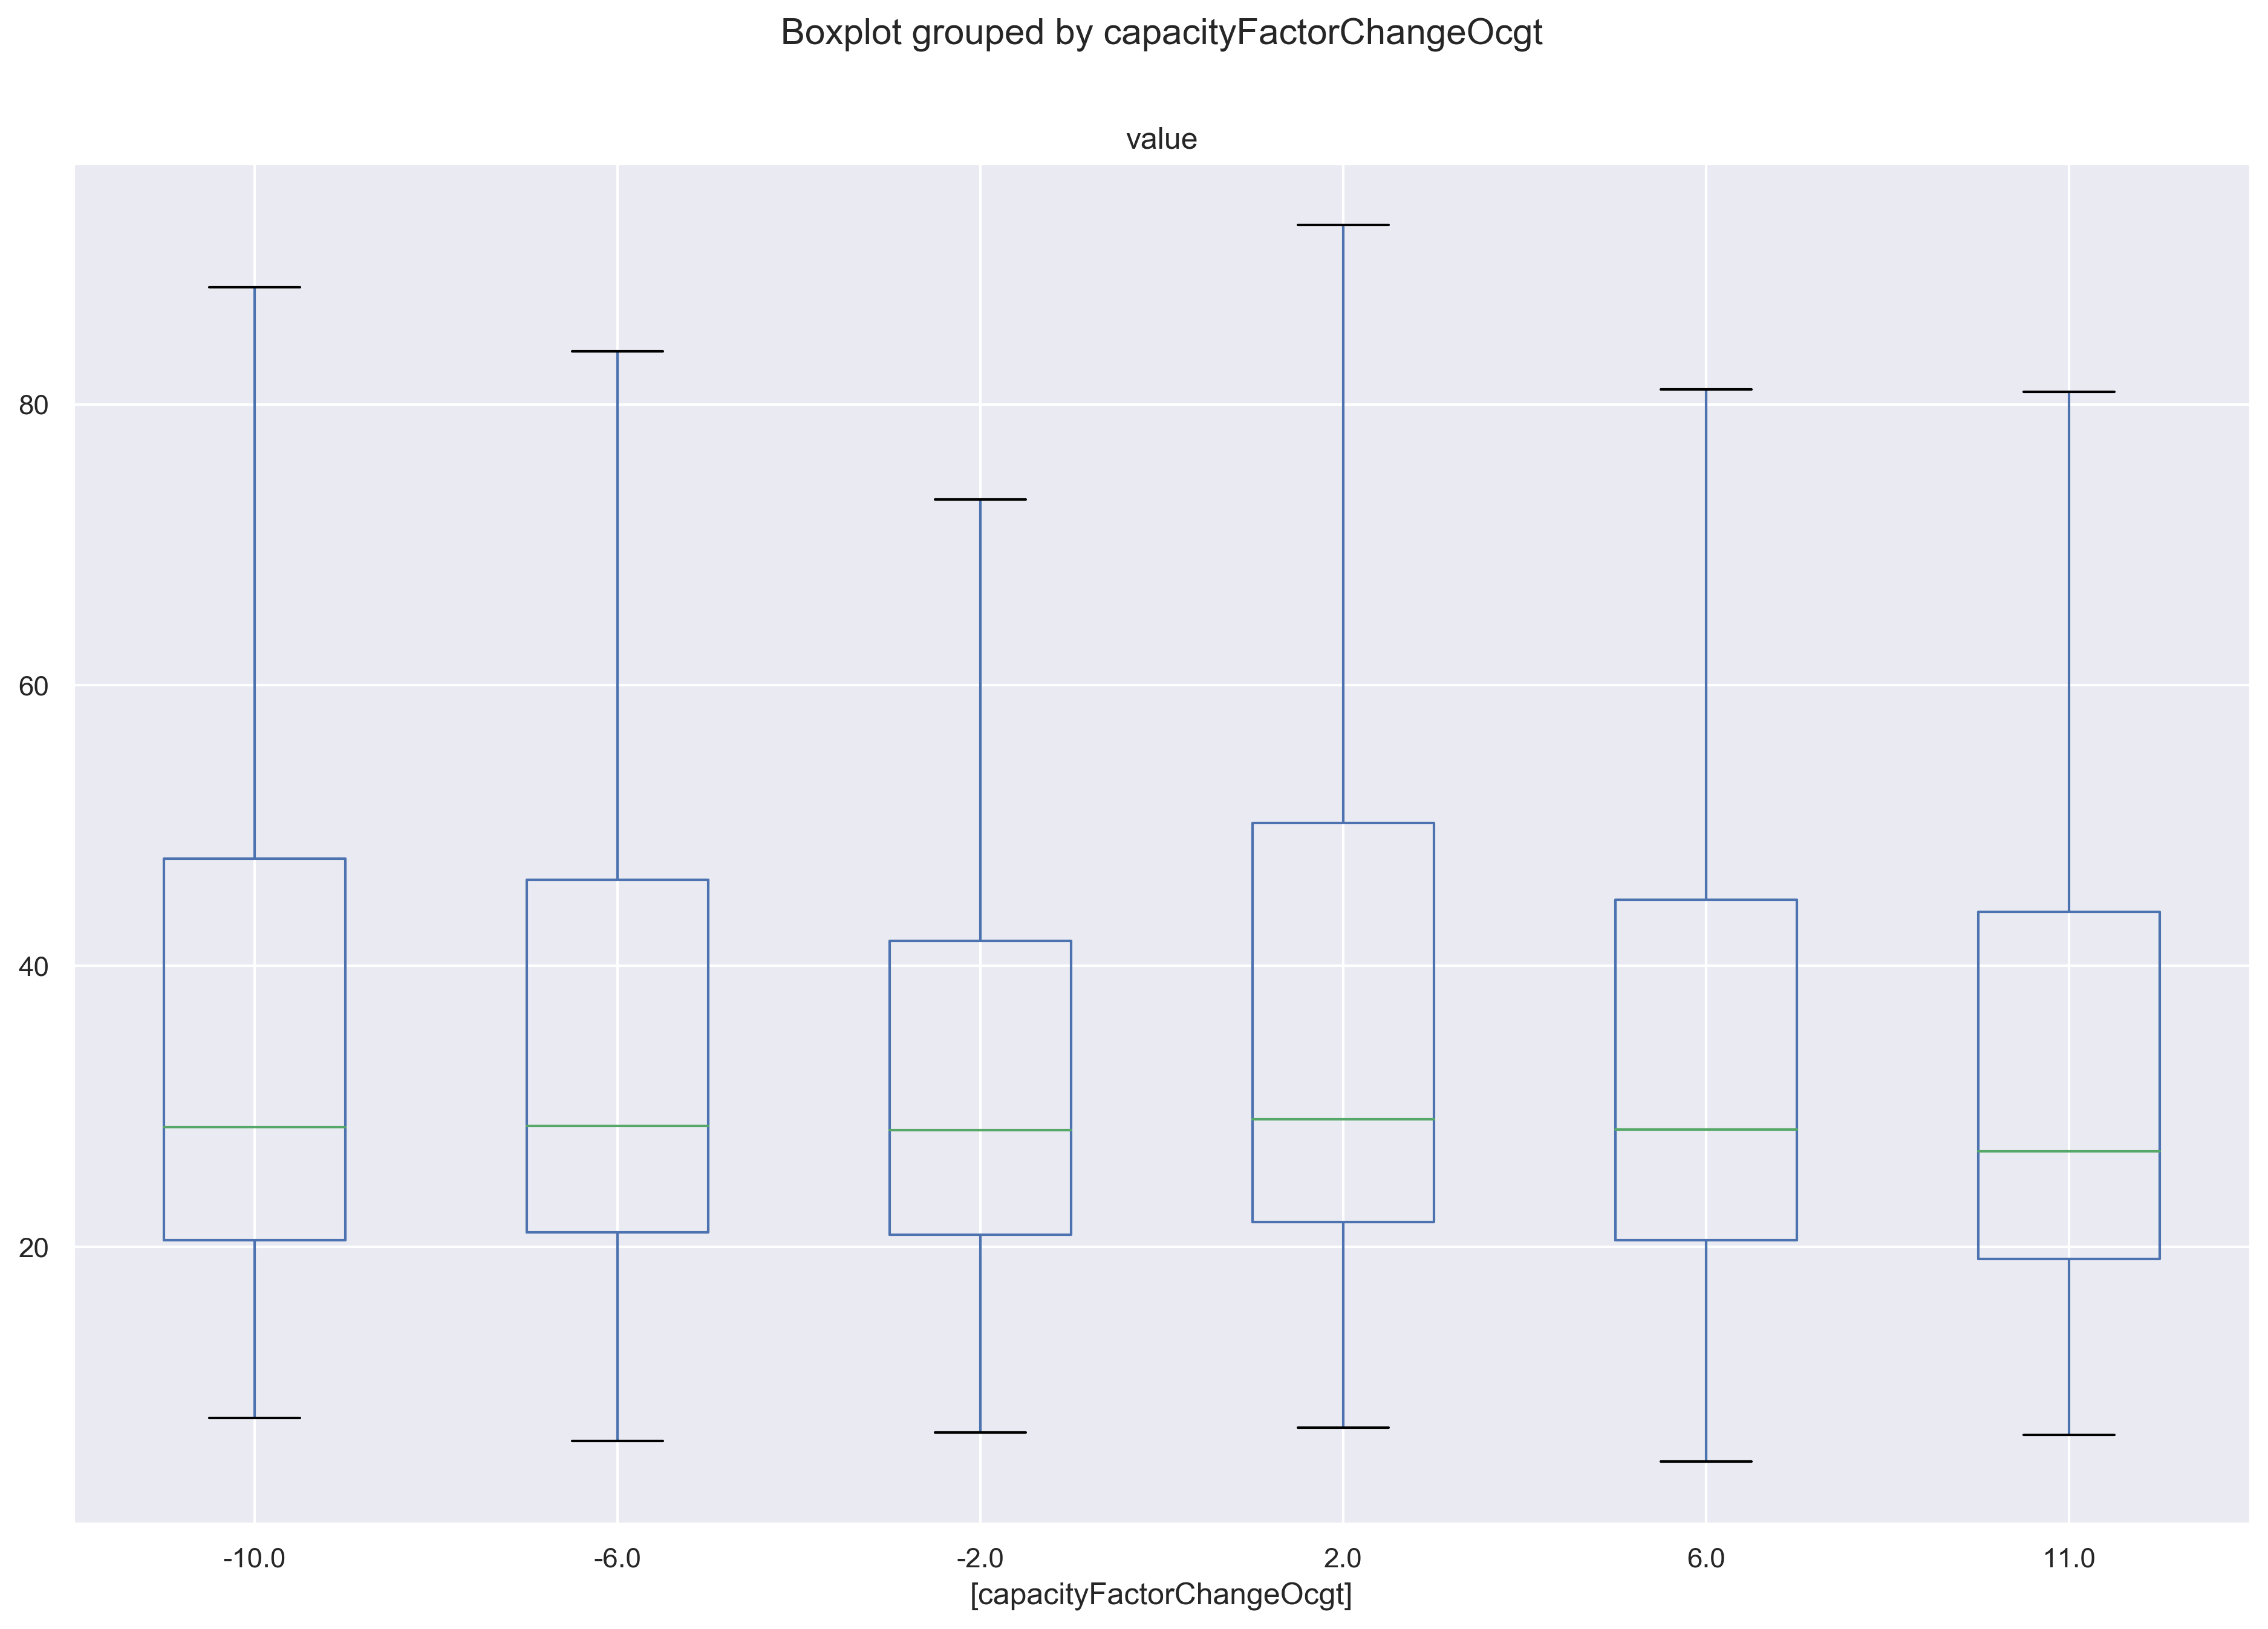 Boxplot grouped by capacityFactorChangeOcgt
value
80
60
40
20
-10.0 -6.0 -2.0 2.0 6.0 11.0
[capacityFactorChangeOcgt]